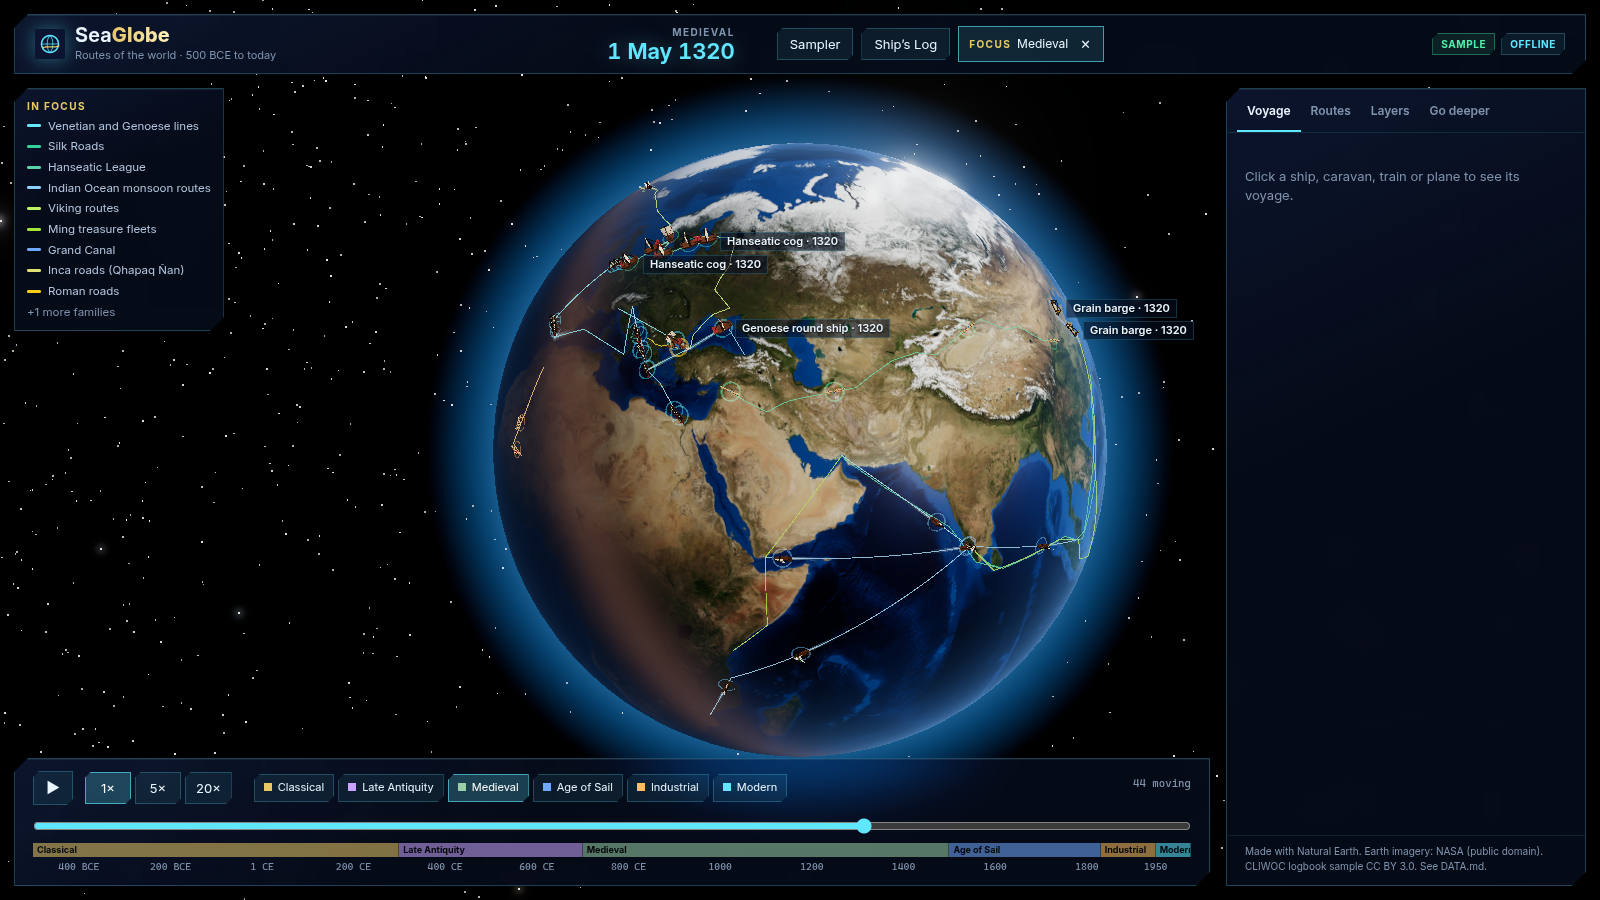 SeaGlobe
Routes of the world · 500 BCE to today
MEDIEVAL
1 May 1320
Sampler
Ship's Log
FOCUS Medieval ✕
SAMPLE
OFFLINE
IN FOCUS
Venetian and Genoese lines
Silk Roads
Hanseatic League
Indian Ocean monsoon routes
Viking routes
Ming treasure fleets
Grand Canal
Inca roads (Qhapaq Ñan)
Roman roads
+1 more families
Hanseatic cog · 1320
Hanseatic cog · 1320
Genoese round ship · 1320
Grain barge · 1320
Grain barge · 1320
Voyage
Routes
Layers
Go deeper
Click a ship, caravan, train or plane to see its
voyage.
1×
5×
20×
Classical
Late Antiquity
Medieval
Age of Sail
Industrial
Modern
44 moving
Classical
Late Antiquity
Medieval
Age of Sail
Industrial
Modern
400 BCE
200 BCE
1 CE
200 CE
400 CE
600 CE
800 CE
1000
1200
1400
1600
1800
1950
Made with Natural Earth. Earth imagery: NASA (public domain).
CLIWOC logbook sample CC BY 3.0. See DATA.md.